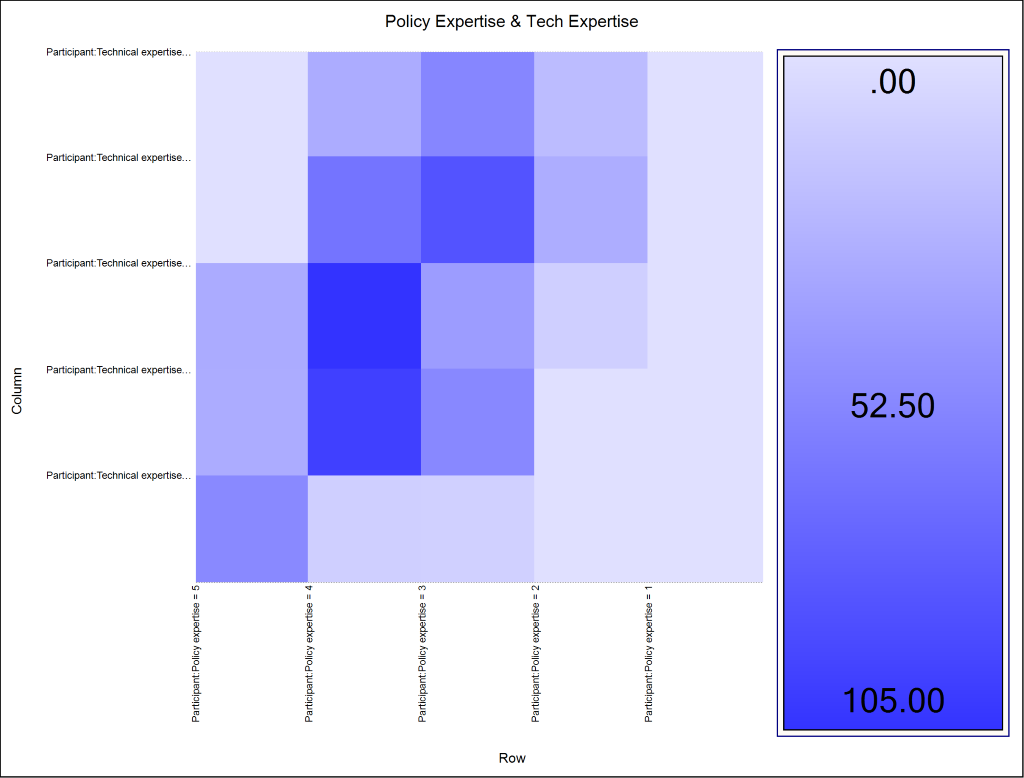 Policy Expertise & Tech Expertise
Participant:Technical expertise...
Participant:Technical expertise...
Participant:Technical expertise...
Participant:Technical expertise...
Participant:Technical expertise...
Column
Participant:Policy expertise = 5
Participant:Policy expertise = 4
Participant:Policy expertise = 3
Participant:Policy expertise = 2
Participant:Policy expertise = 1
Row
.00
52.50
105.00